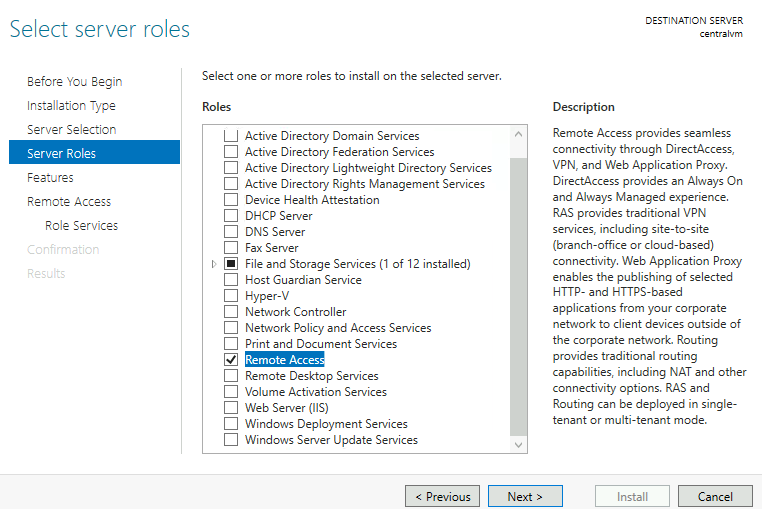 Select server roles
DESTINATION SERVER
centralvm
Before You Begin
Installation Type
Server Selection
Server Roles
Features
Remote Access
Role Services
Confirmation
Results
Select one or more roles to install on the selected server.
Roles
Active Directory Domain Services
Active Directory Federation Services
Active Directory Lightweight Directory Services
Active Directory Rights Management Services
Device Health Attestation
DHCP Server
DNS Server
Fax Server
File and Storage Services (1 of 12 installed)
Host Guardian Service
Hyper-V
Network Controller
Network Policy and Access Services
Print and Document Services
Remote Access
Remote Desktop Services
Volume Activation Services
Web Server (IIS)
Windows Deployment Services
Windows Server Update Services
Description
Remote Access provides seamless
connectivity through DirectAccess,
VPN, and Web Application Proxy.
DirectAccess provides an Always On
and Always Managed experience.
RAS provides traditional VPN
services, including site-to-site
(branch-office or cloud-based)
connectivity. Web Application Proxy
enables the publishing of selected
HTTP- and HTTPS-based
applications from your corporate
network to client devices outside of
the corporate network. Routing
provides traditional routing
capabilities, including NAT and other
connectivity options. RAS and
Routing can be deployed in single-
tenant or multi-tenant mode.
< Previous
Next >
Install
Cancel